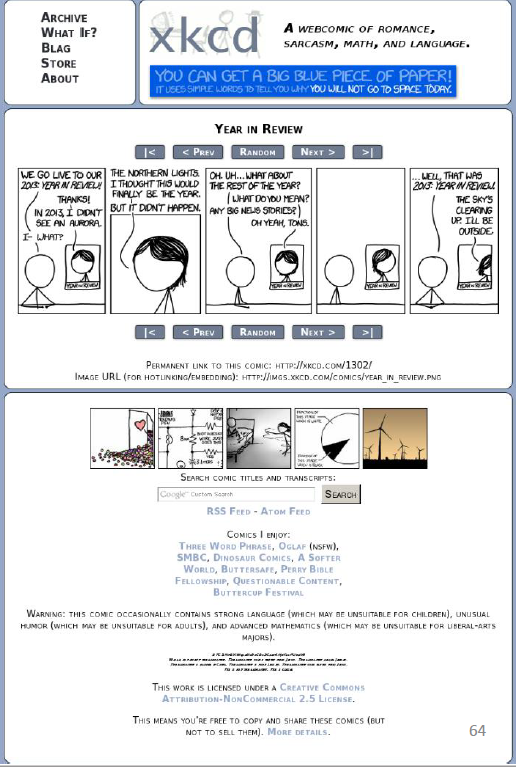 Archive
What If?
Blag
Store
About
xkcd
A webcomic of romance,
sarcasm, math, and language.
YOU CAN GET A BIG BLUE PIECE OF PAPER!
IT USES SIMPLE WORDS TO TELL YOU WHY YOU WILL NOT GO TO SPACE TODAY.
Year in Review
|< < Prev Random Next > >|
WE GO LIVE TO OUR
2013: YEAR IN REVIEW!
THANKS!
IN 2013, I DIDN'T
SEE AN AURORA.
I- WHAT?
YEAR IN REVIEW
THE NORTHERN LIGHTS.
I THOUGHT THIS WOULD
FINALLY BE THE YEAR.
BUT IT DIDN'T HAPPEN.
OH. UH... WHAT ABOUT
THE REST OF THE YEAR?
WHAT DO YOU MEAN?
ANY BIG NEWS STORIES?
OH YEAH, TONS.
YEAR IN REVIEW
YEAR IN REVIEW
...WELL, THAT WAS
2013: YEAR IN REVIEW.
THE SKY'S
CLEARING
UP. I'LL BE
OUTSIDE.
YEAR IN REVIEW
|< < Prev Random Next > >|
Permanent link to this comic: http://xkcd.com/1302/
Image URL (for hotlinking/embedding): http://imgs.xkcd.com/comics/year_in_review.png
Search comic titles and transcripts:
Google™ Custom Search Search
RSS Feed - Atom Feed
Comics I enjoy:
Three Word Phrase, Oglaf (nsfw),
SMBC, Dinosaur Comics, A Softer
World, Buttersafe, Perry Bible
Fellowship, Questionable Content,
Buttercup Festival
Warning: this comic occasionally contains strong language (which may be unsuitable for children), unusual
humor (which may be unsuitable for adults), and advanced mathematics (which may be unsuitable for liberal-arts
majors).
This work is licensed under a Creative Commons
Attribution-NonCommercial 2.5 License.
This means you're free to copy and share these comics (but
not to sell them). More details.
64